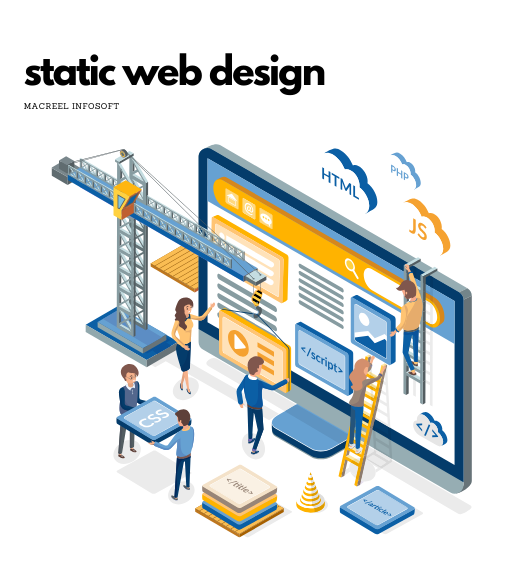 static web design
MACREEL INFOSOFT
HTML
PHP
JS
@
</script>
</>
CSS
</title>
</article>